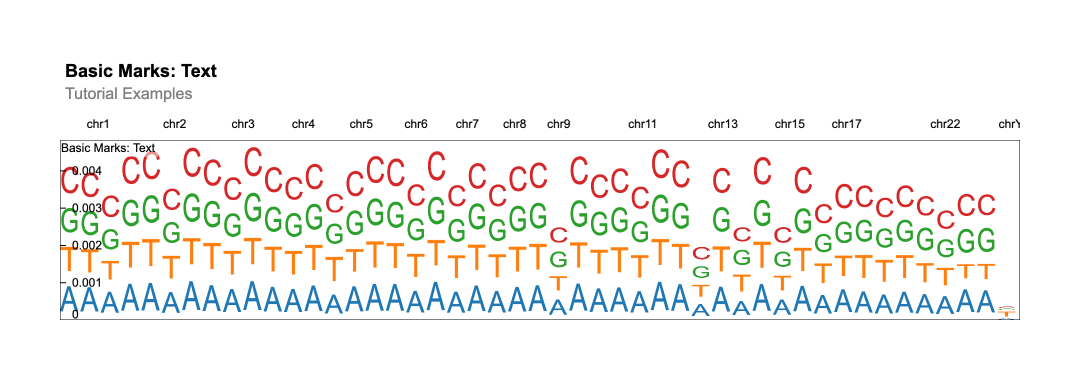 Basic Marks: Text
Tutorial Examples
chr1 chr2 chr3 chr4 chr5 chr6 chr7 chr8 chr9 chr11 chr13 chr15 chr17 chr22 chrY
Basic Marks: Text
0.004
C C C C C C C C C C C C C C C C C C C C C C C C C C C C C C C C C C C C C C C C C C C C C C
0.003
G G G G G G G G G G G G G G G G G G G G G G G G G G G G G G G G G G G G G G G G G G G G G G
0.002
T T T T T T T T T T T T T T T T T T T T T T T T T T T T T T T T T T T T T T T T T T T T T T T
0.001
A A A A A A A A A A A A A A A A A A A A A A A A A A A A A A A A A A A A A A A A A A A A A A
0